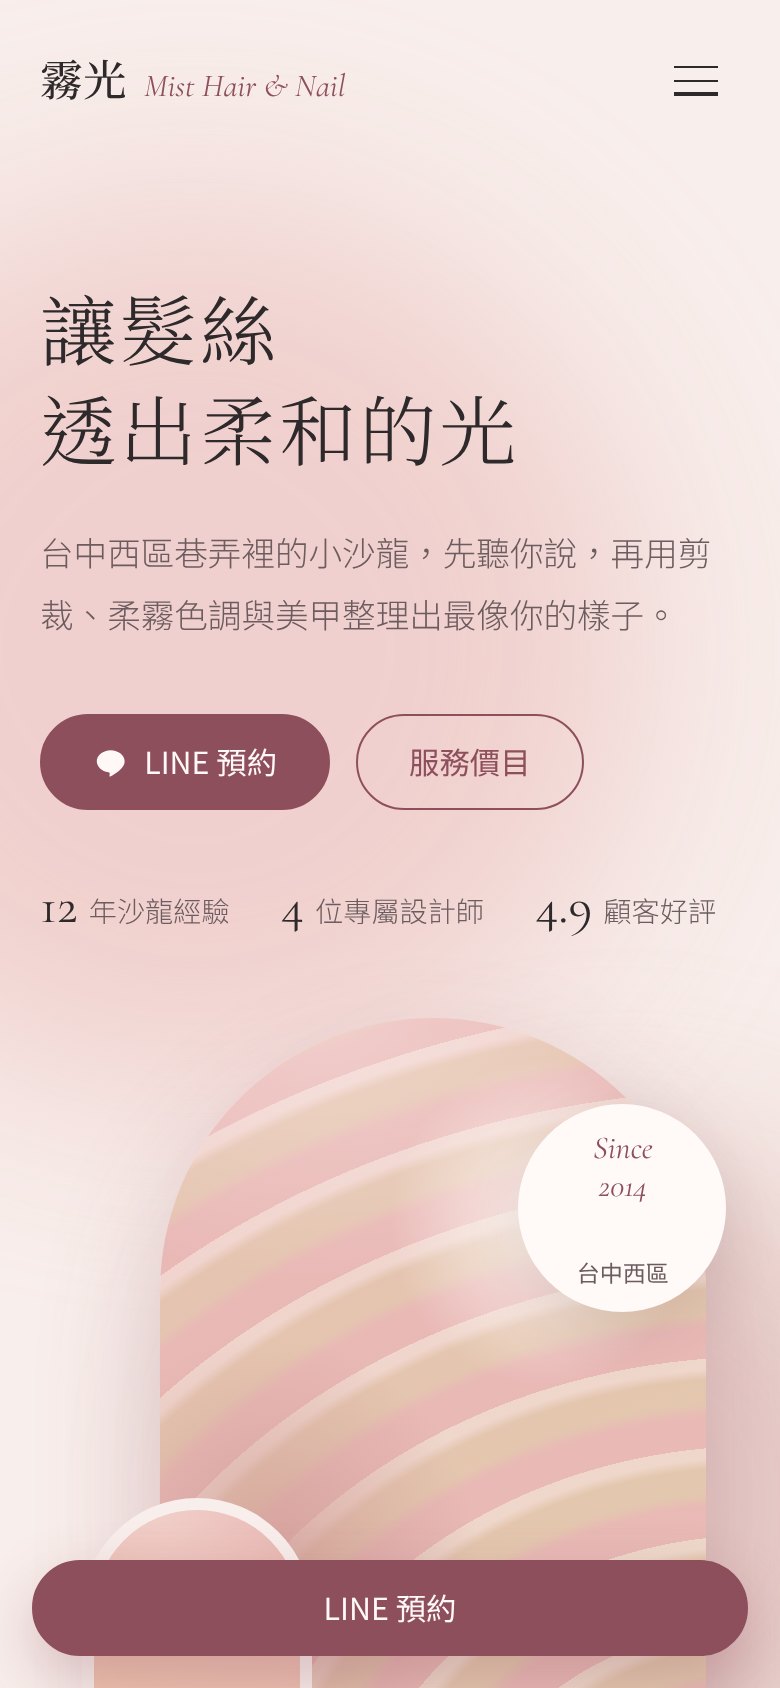 霧光 Mist Hair & Nail
讓髮絲
透出柔和的光
台中西區巷弄裡的小沙龍，先聽你說，再用剪
裁、柔霧色調與美甲整理出最像你的樣子。
LINE 預約 服務價目
12 年沙龍經驗 4 位專屬設計師 4.9 顧客好評
Since
2014
台中西區
LINE 預約